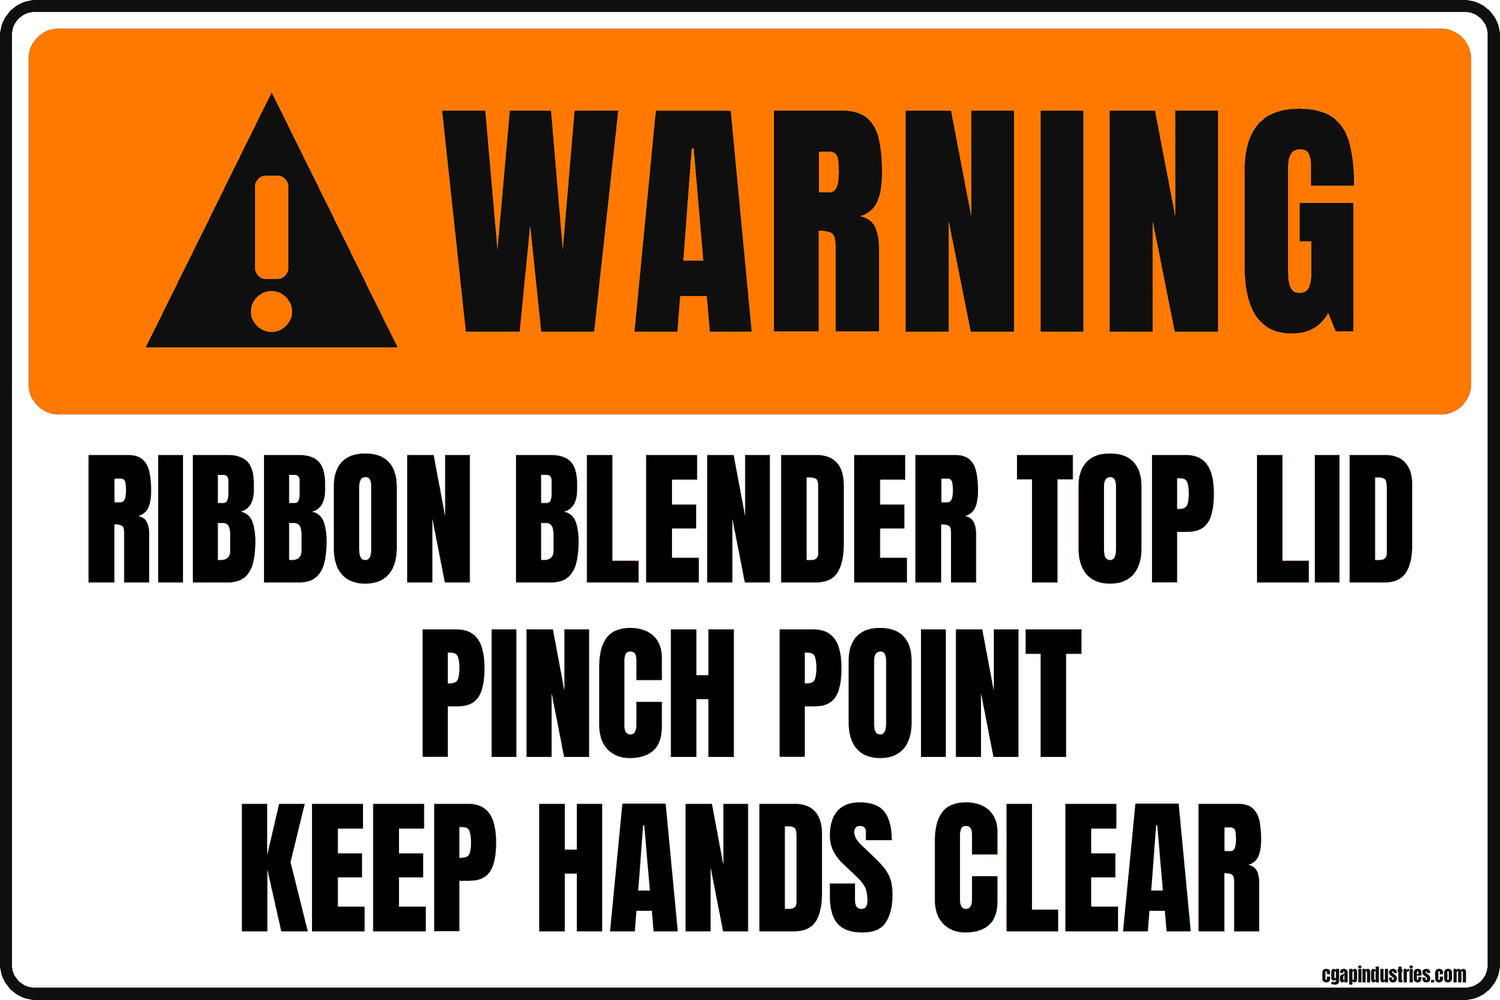 WARNING
RIBBON BLENDER TOP LID
PINCH POINT
KEEP HANDS CLEAR
cgapindustries.com